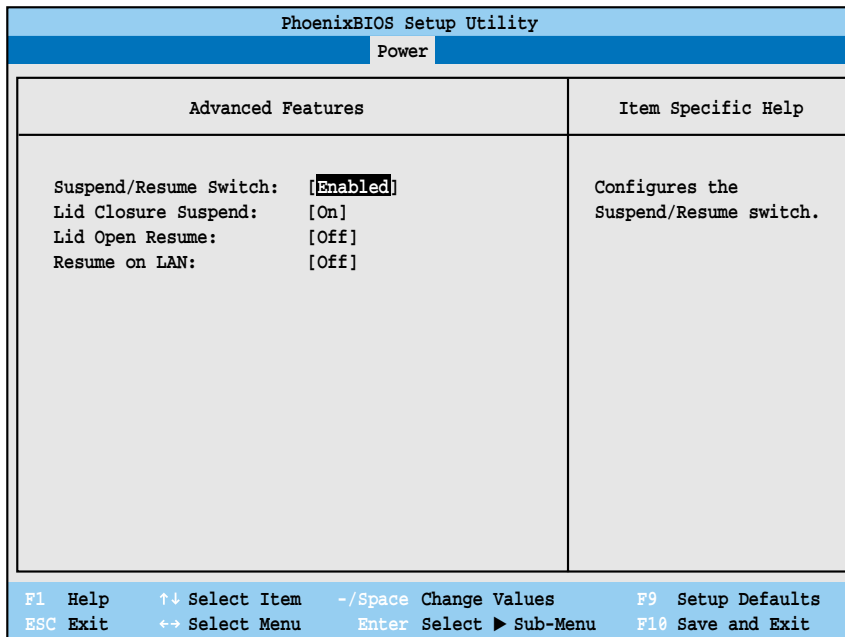 PhoenixBIOS Setup Utility
Power
Advanced Features
Item Specific Help
Suspend/Resume Switch: [Enabled]
Lid Closure Suspend: [On]
Lid Open Resume: [Off]
Resume on LAN: [Off]
Configures the
Suspend/Resume switch.
F1 Help ↑↓ Select Item -/Space Change Values F9 Setup Defaults
ESC Exit ←→ Select Menu Enter Select ▶ Sub-Menu F10 Save and Exit